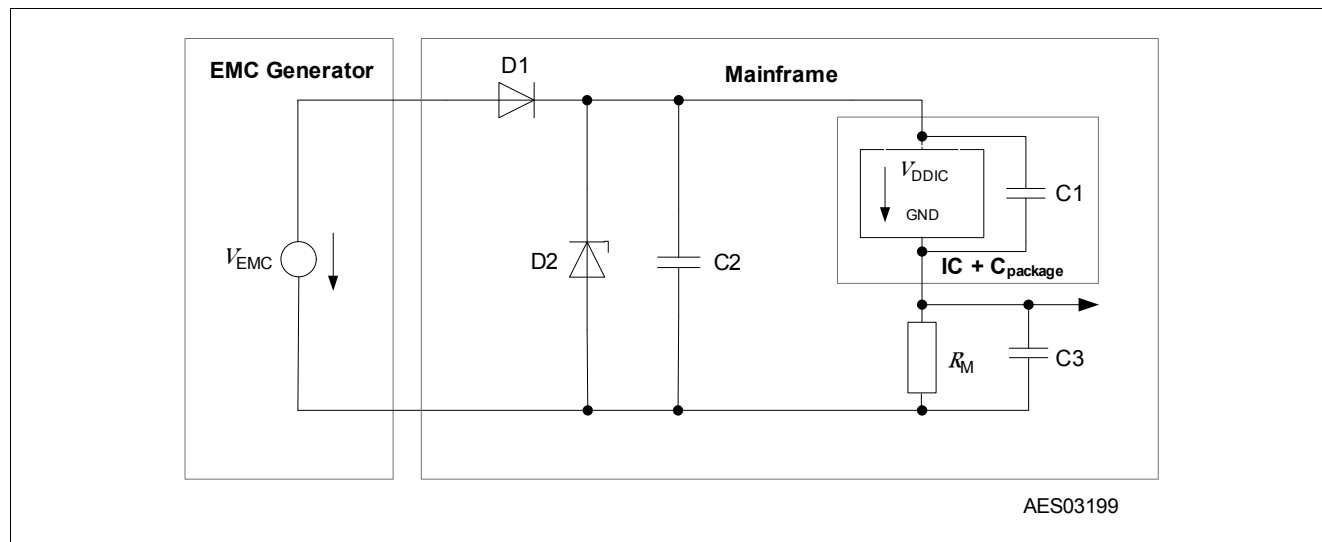 EMC Generator
D1
Mainframe
VDDIC
GND
C1
VEMC
D2
C2
IC + Cpackage
RM
C3
AES03199